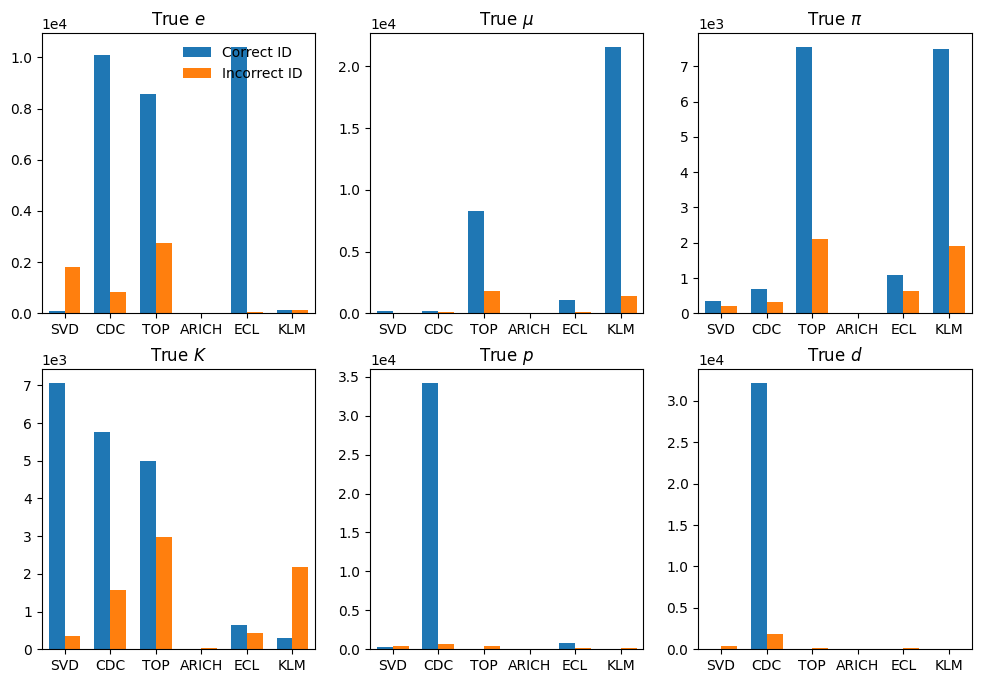 True e
1e4
1.0
0.8
0.6
0.4
0.2
0.0
SVD CDC TOP ARICH ECL KLM
Correct ID
Incorrect ID
True μ
1e4
2.0
1.5
1.0
0.5
0.0
SVD CDC TOP ARICH ECL KLM
True π
1e3
7
6
5
4
3
2
1
0
SVD CDC TOP ARICH ECL KLM
True K
1e3
7
6
5
4
3
2
1
0
SVD CDC TOP ARICH ECL KLM
True p
1e4
3.5
3.0
2.5
2.0
1.5
1.0
0.5
0.0
SVD CDC TOP ARICH ECL KLM
True d
1e4
3.0
2.5
2.0
1.5
1.0
0.5
0.0
SVD CDC TOP ARICH ECL KLM